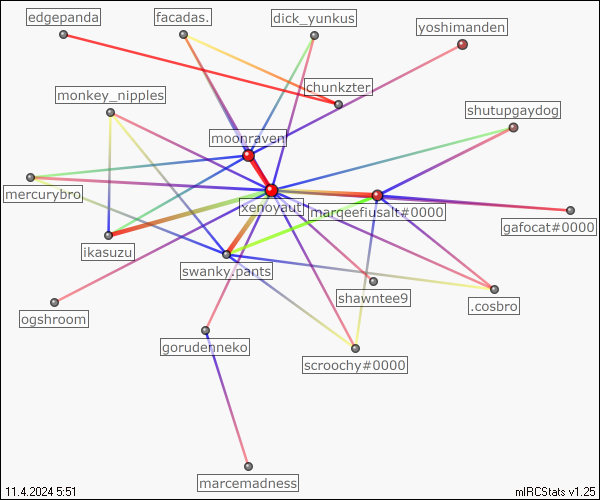 edgepanda
facadas.
dick_yunkus
yoshimanden
chunkzter
monkey_nipples
shutupgaydog
moonraven
mercurybro
xenoyaut
marqeefiusalt#0000
gafocat#0000
ikasuzu
swanky.pants
shawntee9
.cosbro
ogshroom
gorudenneko
scroochy#0000
marcemadness
11.4.2024 5:51
mIRCStats v1.25